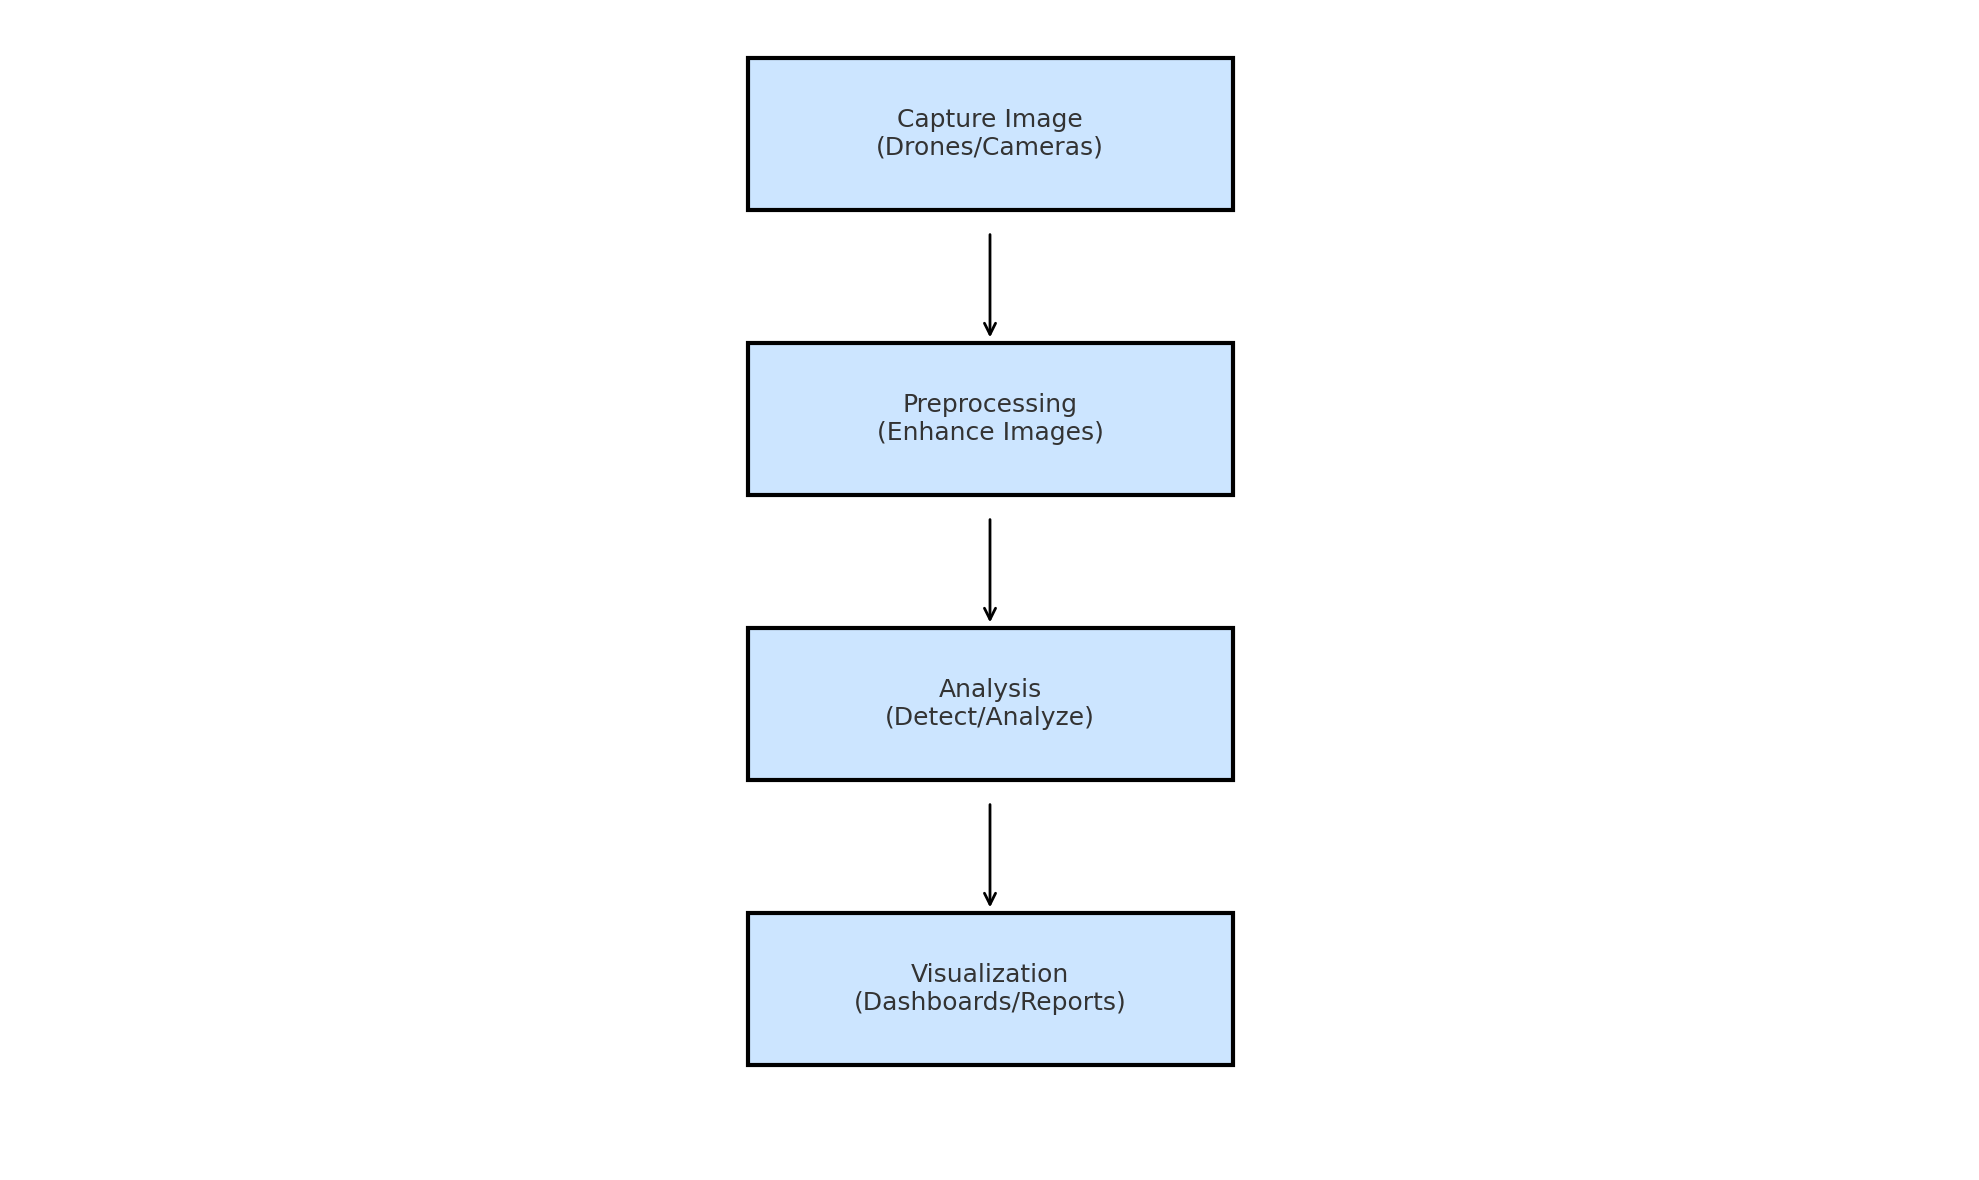 Capture Image
(Drones/Cameras)
Preprocessing
(Enhance Images)
Analysis
(Detect/Analyze)
Visualization
(Dashboards/Reports)